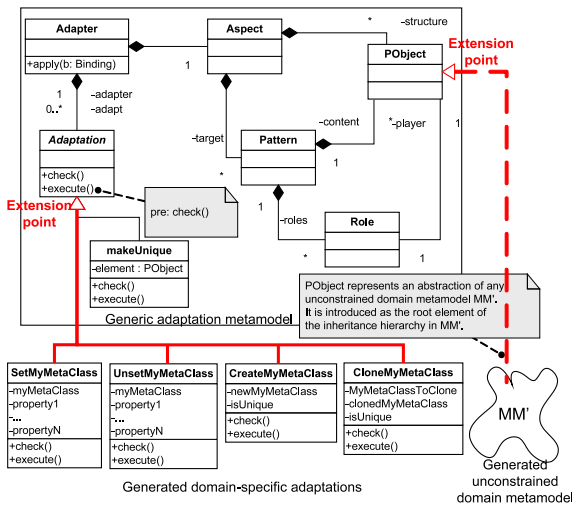 Adapter
+apply(b: Binding)
Aspect
1
*
-structure
PObject
Extension
point
1
0..*
-adapter
-adapt
Adaptation
+check()
+execute()
Extension
point
pre: check()
-target
*
Pattern
1
-content
*
-player
1
1
-roles
*
Role
1
makeUnique
-element : PObject
+check()
+execute()
Generic adaptation metamodel
PObject represents an abstraction of any
unconstrained domain metamodel MM'.
It is introduced as the root element of
the inheritance hierarchy in MM'.
SetMyMetaClass
-myMetaClass
-property1
-...
-propertyN
+check()
+execute()
UnsetMyMetaClass
-myMetaClass
-property1
-...
-propertyN
+check()
+execute()
CreateMyMetaClass
-newMyMetaClass
-isUnique
+check()
+execute()
CloneMyMetaClass
-MyMetaClassToClone
-clonedMyMetaClass
-isUnique
+check()
+execute()
MM'
Generated
unconstrained
domain metamodel
Generated domain-specific adaptations